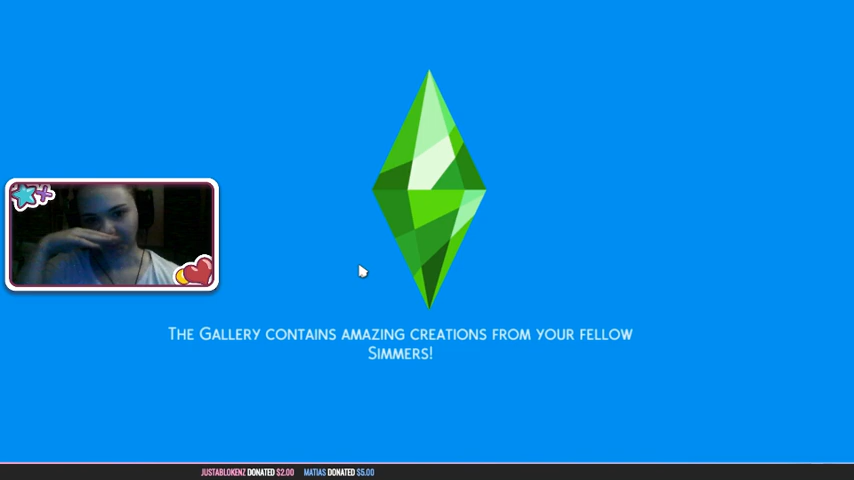 THE GALLERY CONTAINS AMAZING CREATIONS FROM YOUR FELLOW
SIMMERS!
JUSTABLOKENZ DONATED $2.00 MATIAS DONATED $5.00